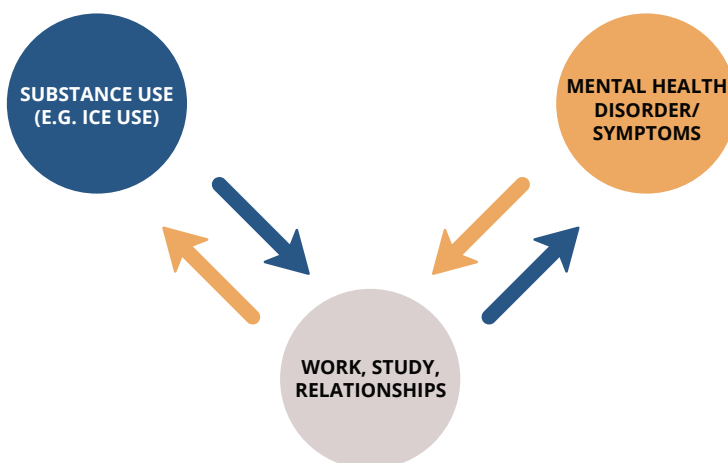 SUBSTANCE USE
(E.G. ICE USE)
MENTAL HEALTH
DISORDER/
SYMPTOMS
WORK, STUDY,
RELATIONSHIPS